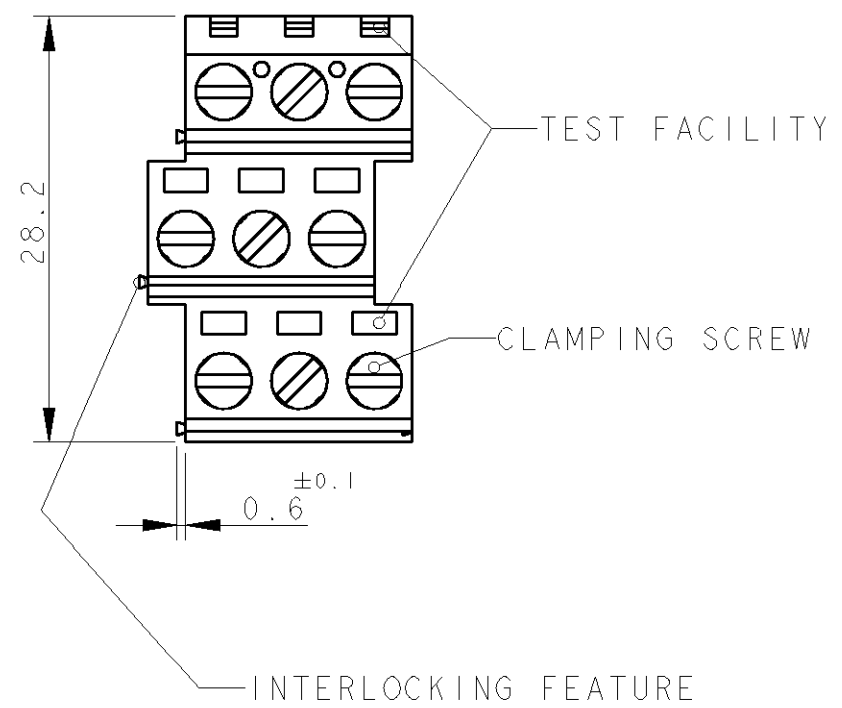 TEST FACILITY
28.2
CLAMPING SCREW
±0.1
0.6
INTERLOCKING FEATURE